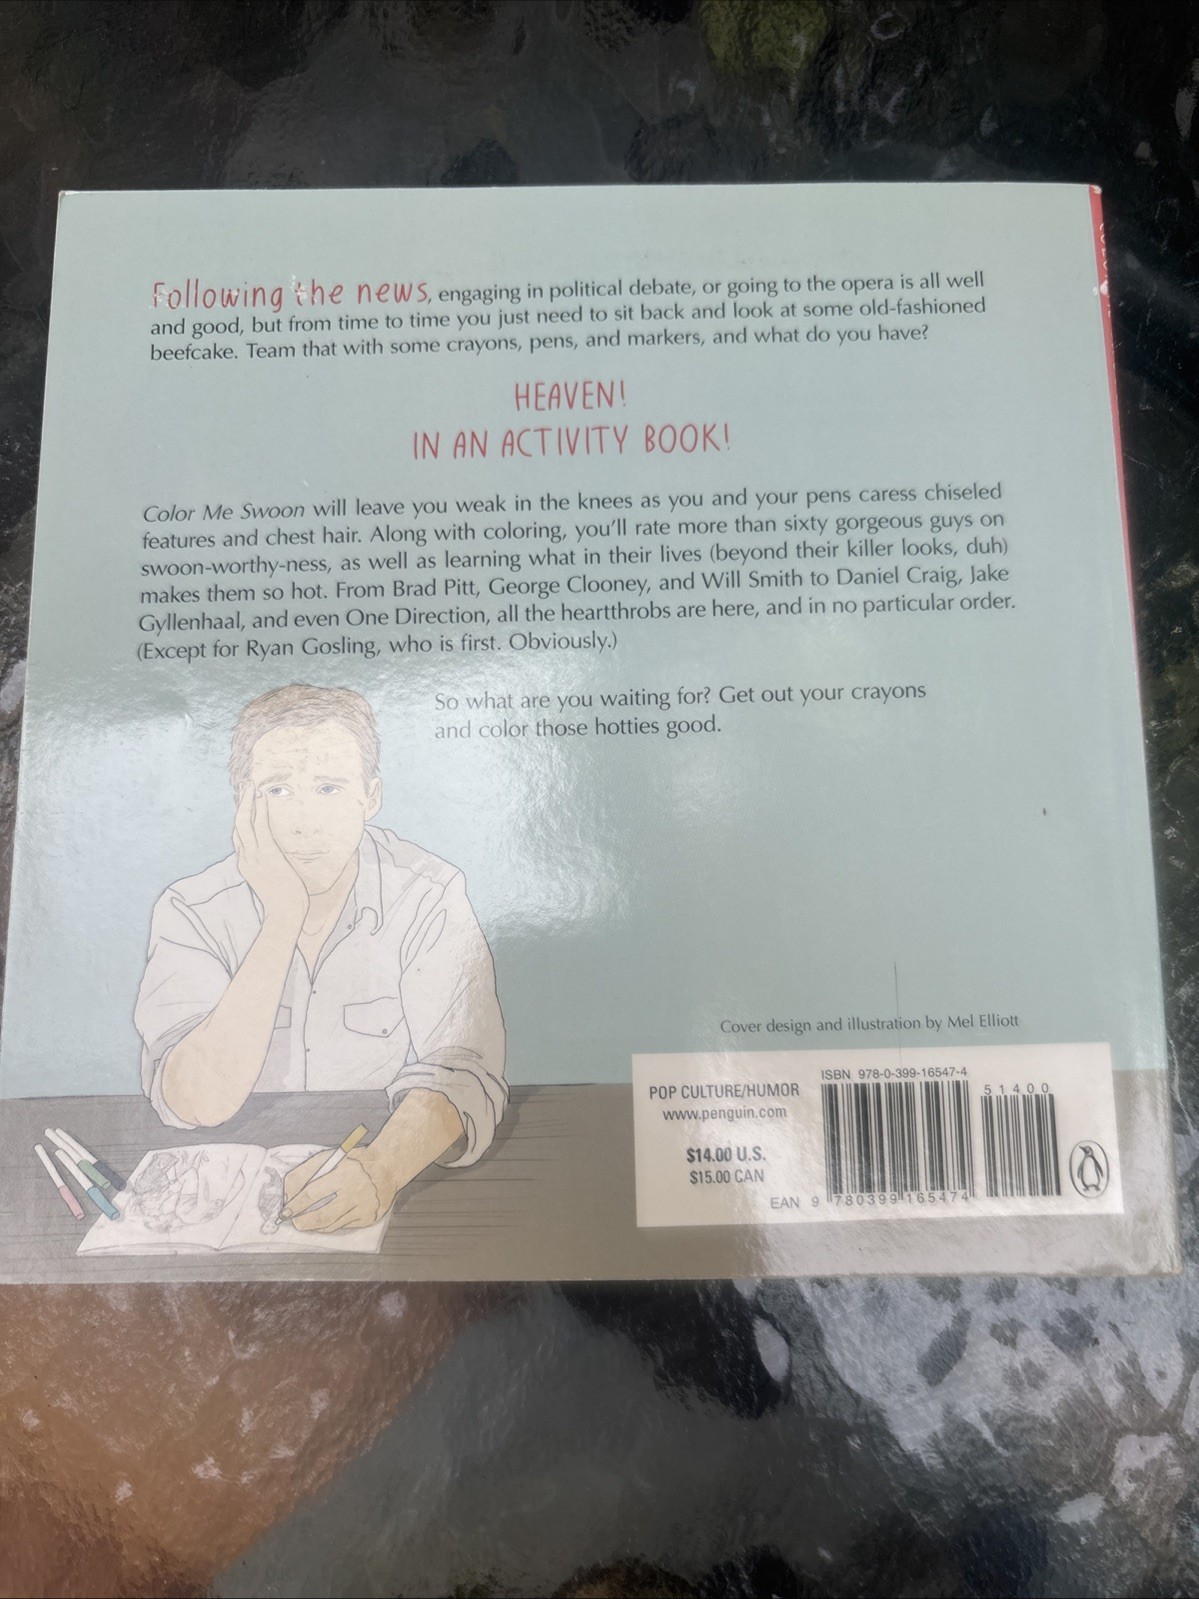 Following the news, engaging in political debate, or going to the opera is all well
and good, but from time to time you just need to sit back and look at some old-fashioned
beefcake. Team that with some crayons, pens, and markers, and what do you have?
HEAVEN!
IN AN ACTIVITY BOOK!
Color Me Swoon will leave you weak in the knees as you and your pens caress chiseled
features and chest hair. Along with coloring, you'll rate more than sixty gorgeous guys on
swoon-worthy-ness, as well as learning what in their lives (beyond their killer looks, duh)
makes them so hot. From Brad Pitt, George Clooney, and Will Smith to Daniel Craig, Jake
Gyllenhaal, and even One Direction, all the heartthrobs are here, and in no particular order.
(Except for Ryan Gosling, who is first. Obviously.)
So what are you waiting for? Get out your crayons
and color those hotties good.
Cover design and illustration by Mel Elliott
POP CULTURE/HUMOR
www.penguin.com
$14.00 U.S.
$15.00 CAN
ISBN 978-0-399-16547-4
51400
EAN 9 780399 165474